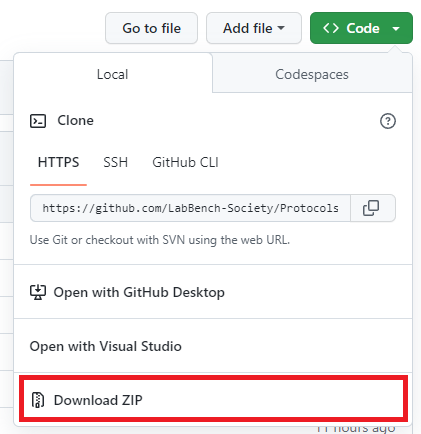 Go to file Add file Code
Local Codespaces
Clone
HTTPS SSH GitHub CLI
https://github.com/LabBench-Society/Protocols
Use Git or checkout with SVN using the web URL.
Open with GitHub Desktop
Open with Visual Studio
Download ZIP
11 hours ago